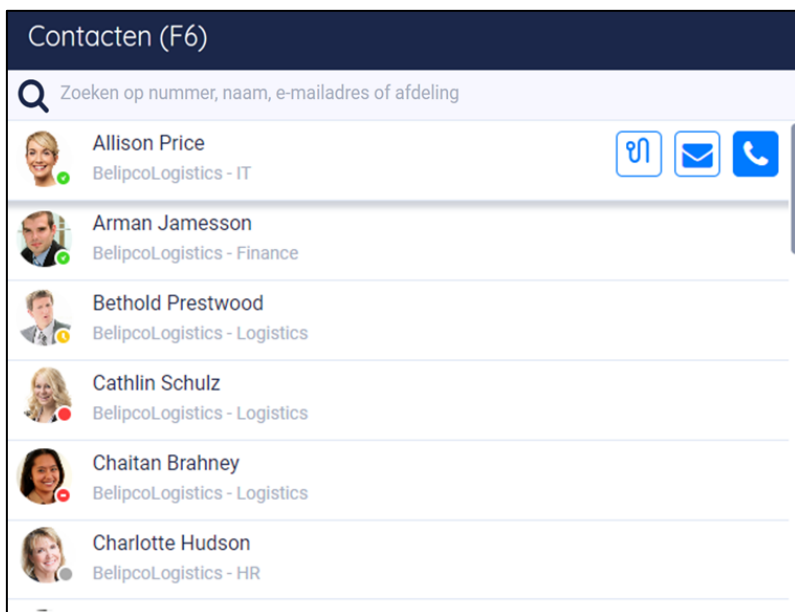 Contacten (F6)
Zoeken op nummer, naam, e-mailadres of afdeling
Allison Price
BelipcoLogistics - IT
Arman Jamesson
BelipcoLogistics - Finance
Bethold Prestwood
BelipcoLogistics - Logistics
Cathlin Schulz
BelipcoLogistics - Logistics
Chaitan Brahney
BelipcoLogistics - Logistics
Charlotte Hudson
BelipcoLogistics - HR